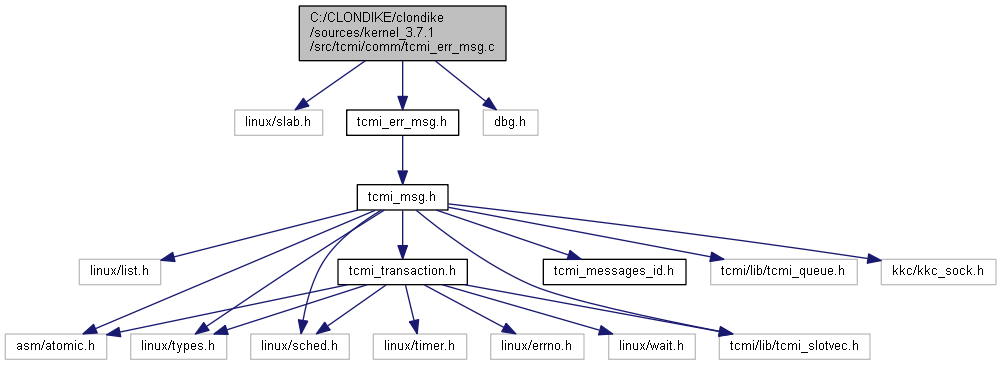 C:/CLONDIKE/clondike
/sources/kernel_3.7.1
/src/tcmi/comm/tcmi_err_msg.c
linux/slab.h
tcmi_err_msg.h
dbg.h
tcmi_msg.h
linux/list.h
tcmi_transaction.h
tcmi_messages_id.h
tcmi/lib/tcmi_queue.h
kkc/kkc_sock.h
asm/atomic.h
linux/types.h
linux/sched.h
linux/timer.h
linux/errno.h
linux/wait.h
tcmi/lib/tcmi_slotvec.h